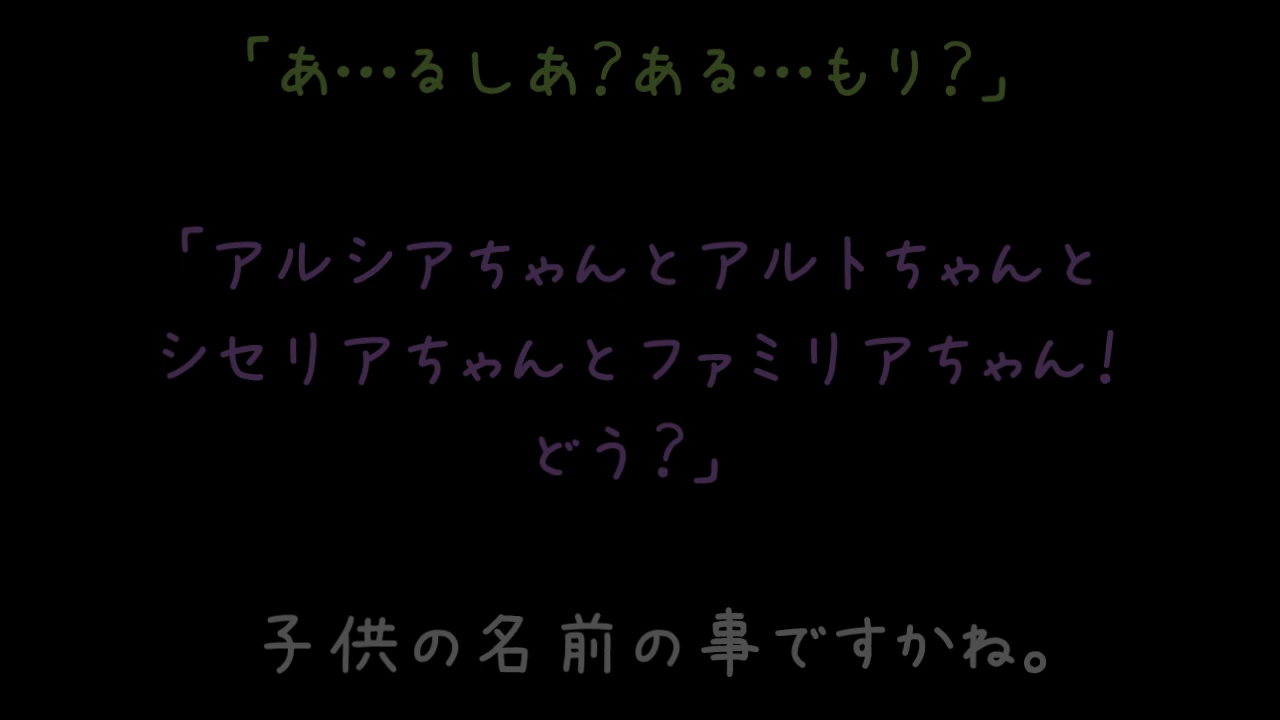 「あ…るしあ?ある…もり?」
「アルシアちゃんとアルトちゃんと
シセリアちゃんとファミリアちゃん!
どう?」
子供の名前の事ですかね。